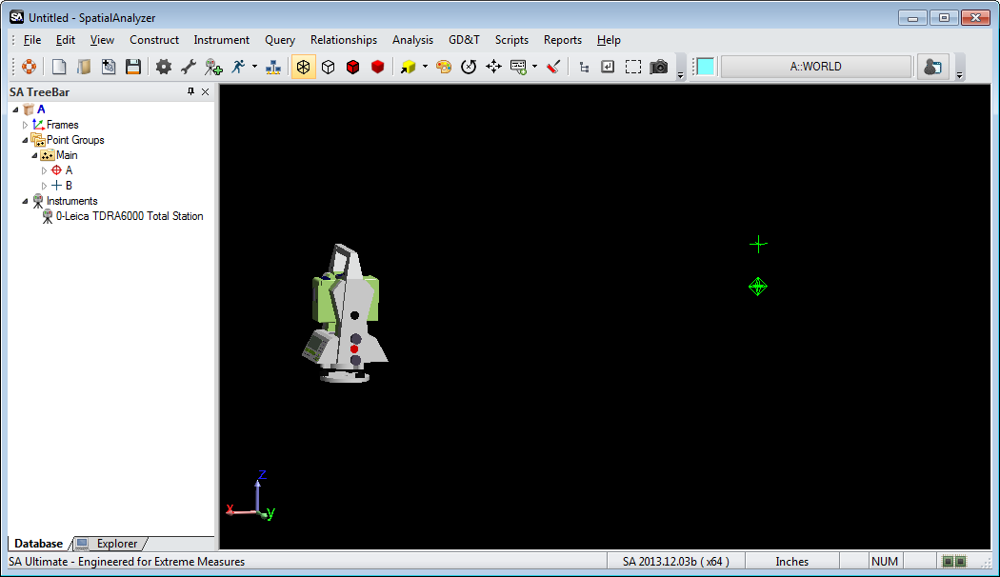 SA Untitled - SpatialAnalyzer
File Edit View Construct Instrument Query Relationships Analysis GD&T Scripts Reports Help
A::WORLD
SA TreeBar
A
Frames
Point Groups
Main
A
B
Instruments
0-Leica TDRA6000 Total Station
Z
X
y
Database Explorer
SA Ultimate - Engineered for Extreme Measures SA 2013.12.03b ( x64 ) Inches NUM